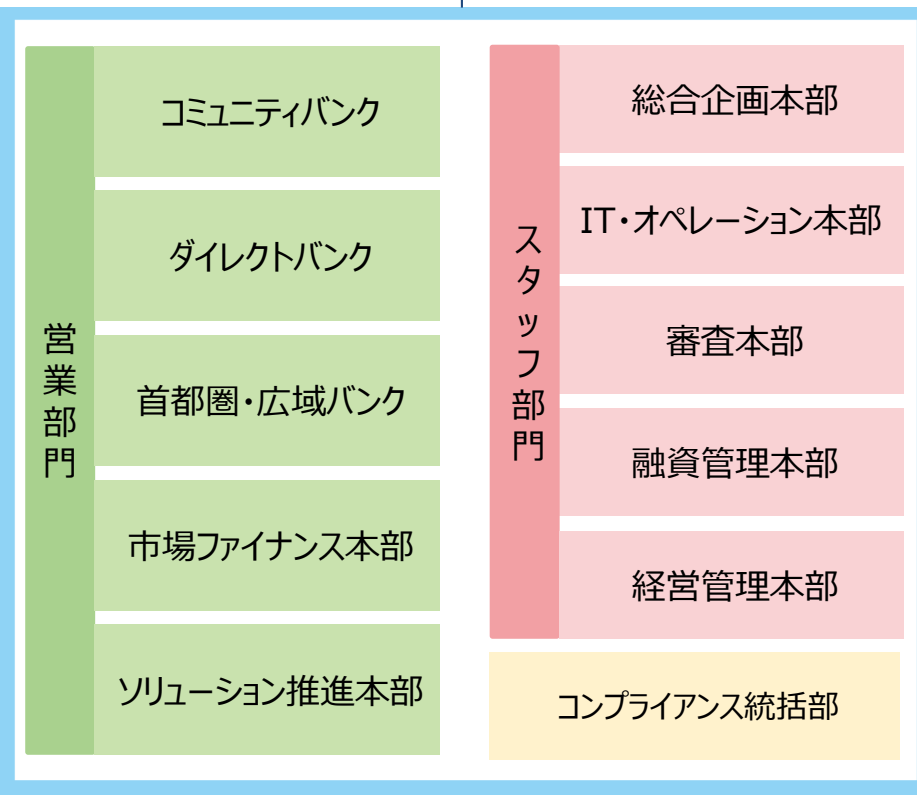 営業部門
コミュニティバンク
ダイレクトバンク
首都圏・広域バンク
市場ファイナンス本部
ソリューション推進本部
スタッフ部門
総合企画本部
IT・オペレーション本部
審査本部
融資管理本部
経営管理本部
コンプライアンス統括部